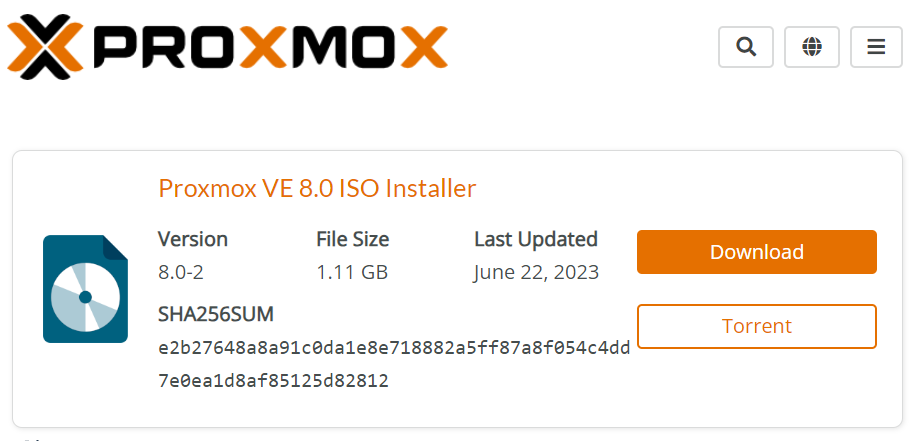 PROXMOX
Proxmox VE 8.0 ISO Installer
Version File Size Last Updated
8.0-2 1.11 GB June 22, 2023
Download
SHA256SUM
Torrent
e2b27648a8a91c0da1e8e718882a5ff87a8f054c4dd
7e0ea1d8af85125d82812